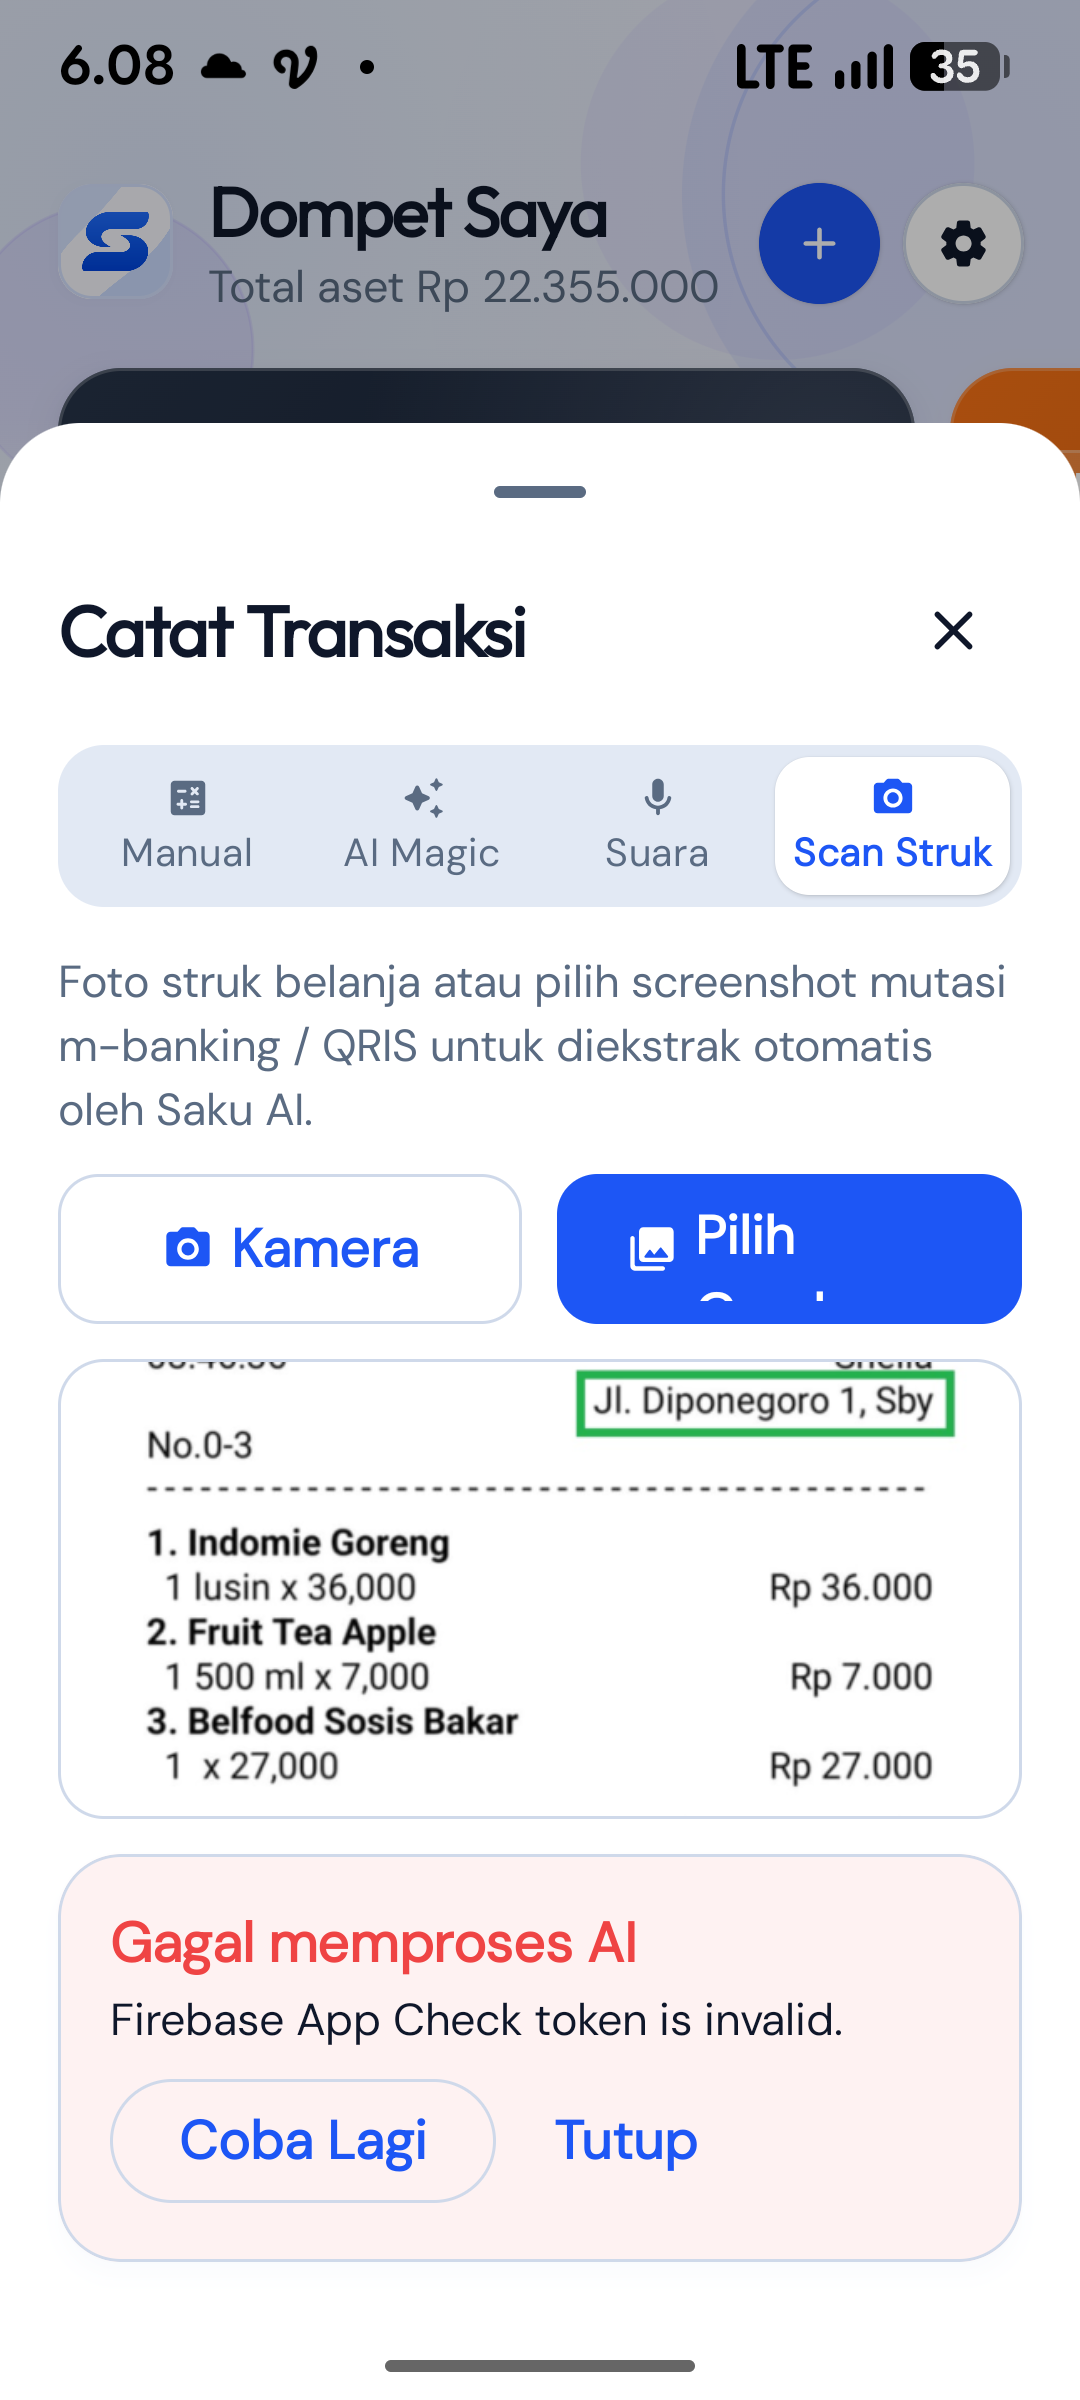 6.08
LTE
35
Dompet Saya
Total aset Rp 22.355.000
Catat Transaksi
Manual
AI Magic
Suara
Scan Struk
Foto struk belanja atau pilih screenshot mutasi
m-banking / QRIS untuk diekstrak otomatis
oleh Saku AI.
Kamera
Pilih
Jl. Diponegoro 1, Sby
No.0-3
1. Indomie Goreng
1 lusin x 36,000 Rp 36.000
2. Fruit Tea Apple
1 500 ml x 7,000 Rp 7.000
3. Belfood Sosis Bakar
1 x 27,000 Rp 27.000
Gagal memproses AI
Firebase App Check token is invalid.
Coba Lagi
Tutup